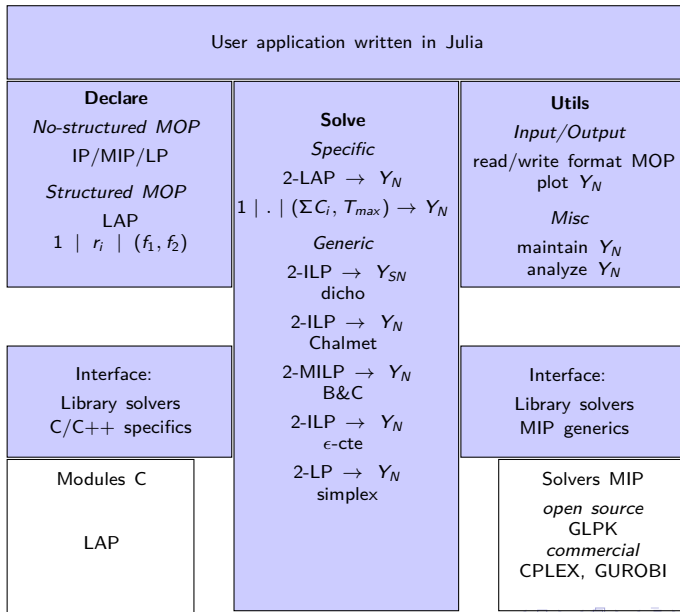 User application written in Julia
Declare
No-structured MOP
IP/MIP/LP
Structured MOP
LAP
1 | r_i | (f_1, f_2)
Solve
Specific
2-LAP → Y_N
1 | . | (ΣC_i, T_max) → Y_N
Generic
2-ILP → Y_SN
dicho
2-ILP → Y_N
Chalmet
2-MILP → Y_N
B&C
2-ILP → Y_N
ϵ-cte
2-LP → Y_N
simplex
Utils
Input/Output
read/write format MOP
plot Y_N
Misc
maintain Y_N
analyze Y_N
Interface:
Library solvers
C/C++ specifics
Interface:
Library solvers
MIP generics
Modules C
LAP
Solvers MIP
open source
GLPK
commercial
CPLEX, GUROBI